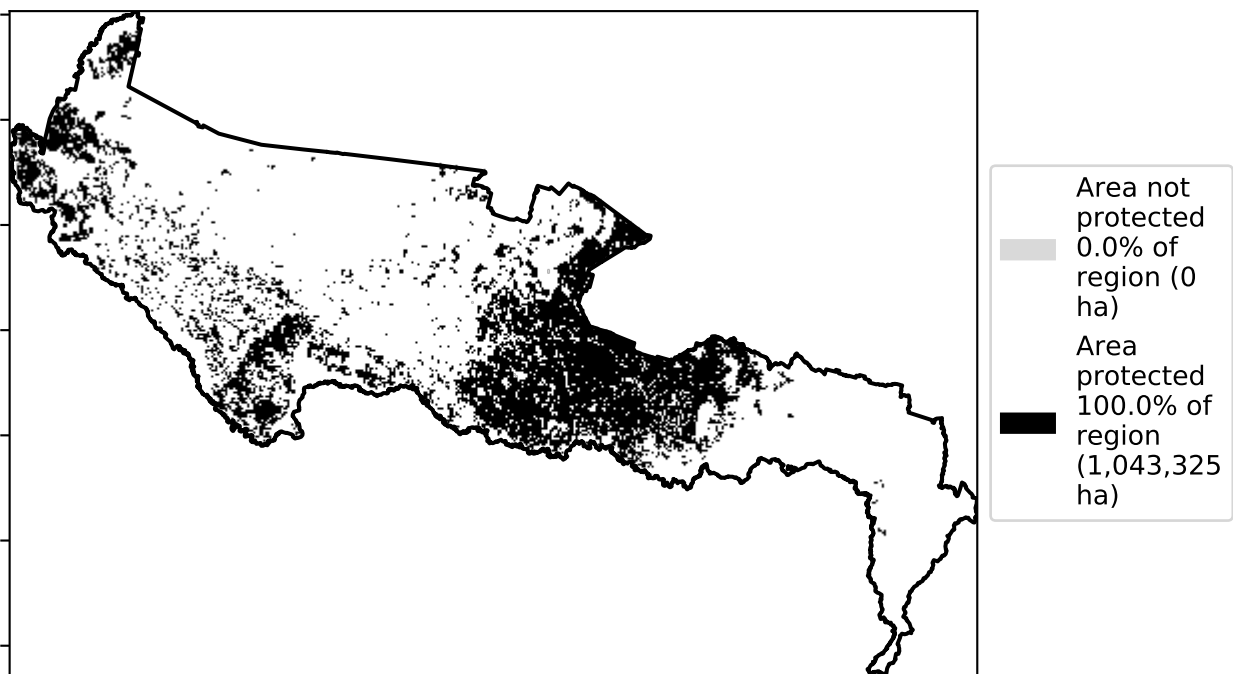 Area not
protected
0.0% of
region (0
ha)
Area
protected
100.0% of
region
(1,043,325
ha)